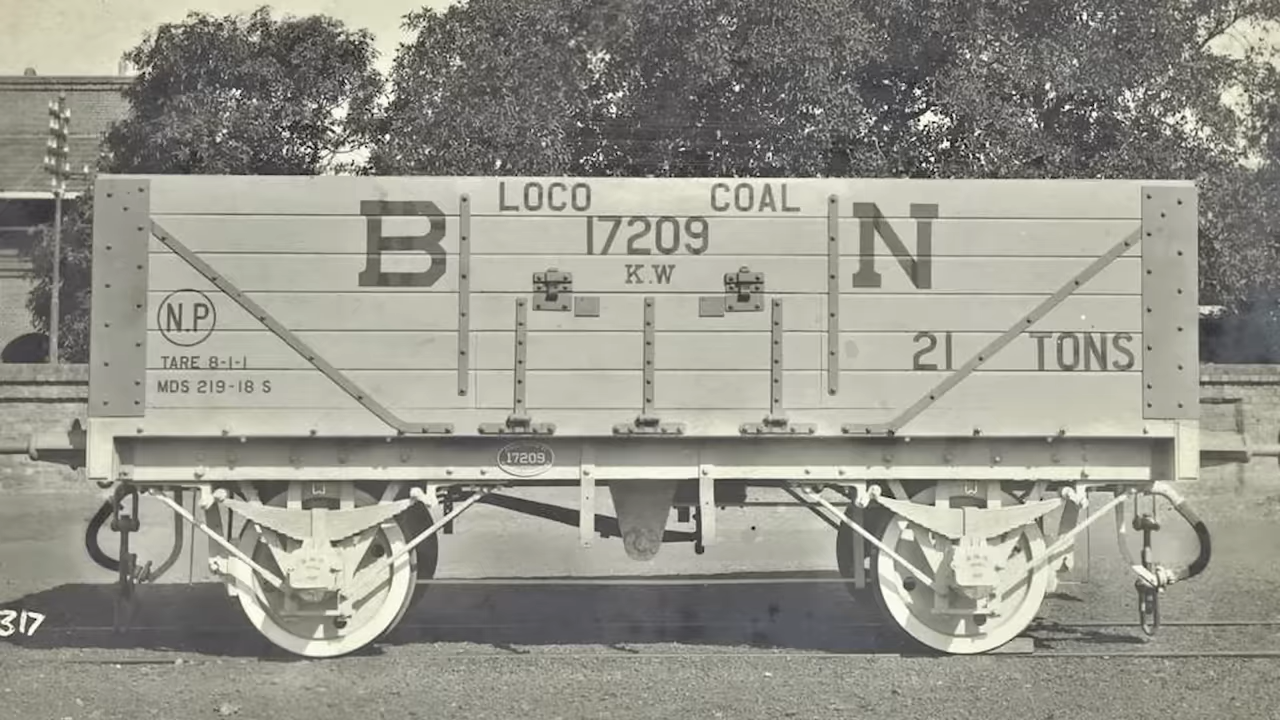 LOCO COAL
B N
17209
K.W
N.P
21 TONS
TARE 8-1-1
MDS 219-18 S
17209
317